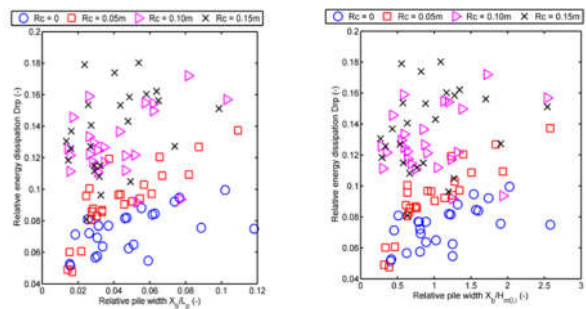 Rc = 0 Rc = 0.05m Rc = 0.10m Rc = 0.15m
0.2
0.18
0.16
0.14
0.12
0.1
0.08
0.06
0.04
Relative energy dissipation Drp (-)
0 0.02 0.04 0.06 0.08 0.1 0.12
Relative pile width Xb/Lp (-)
Rc = 0 Rc = 0.05m Rc = 0.10m Rc = 0.15m
0.2
0.18
0.16
0.14
0.12
0.1
0.08
0.06
0.04
Relative energy dissipation Drp (-)
0 0.5 1 1.5 2 2.5 3
Relative pile width Xb/Hm0,i (-)